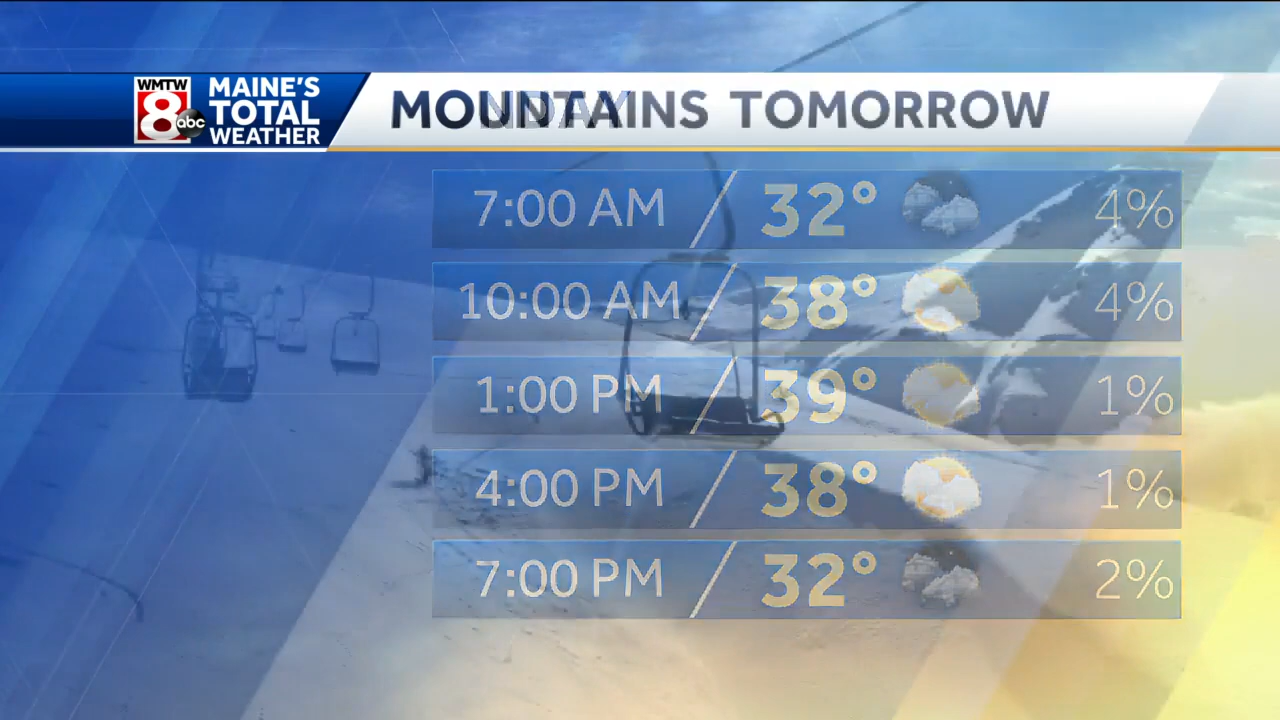 WMTW
8
abc
MAINE'S
TOTAL
WEATHER
MOUNTAINS TOMORROW
7:00 AM 32° 4%
10:00 AM 38° 4%
1:00 PM 39° 1%
4:00 PM 38° 1%
7:00 PM 32° 2%